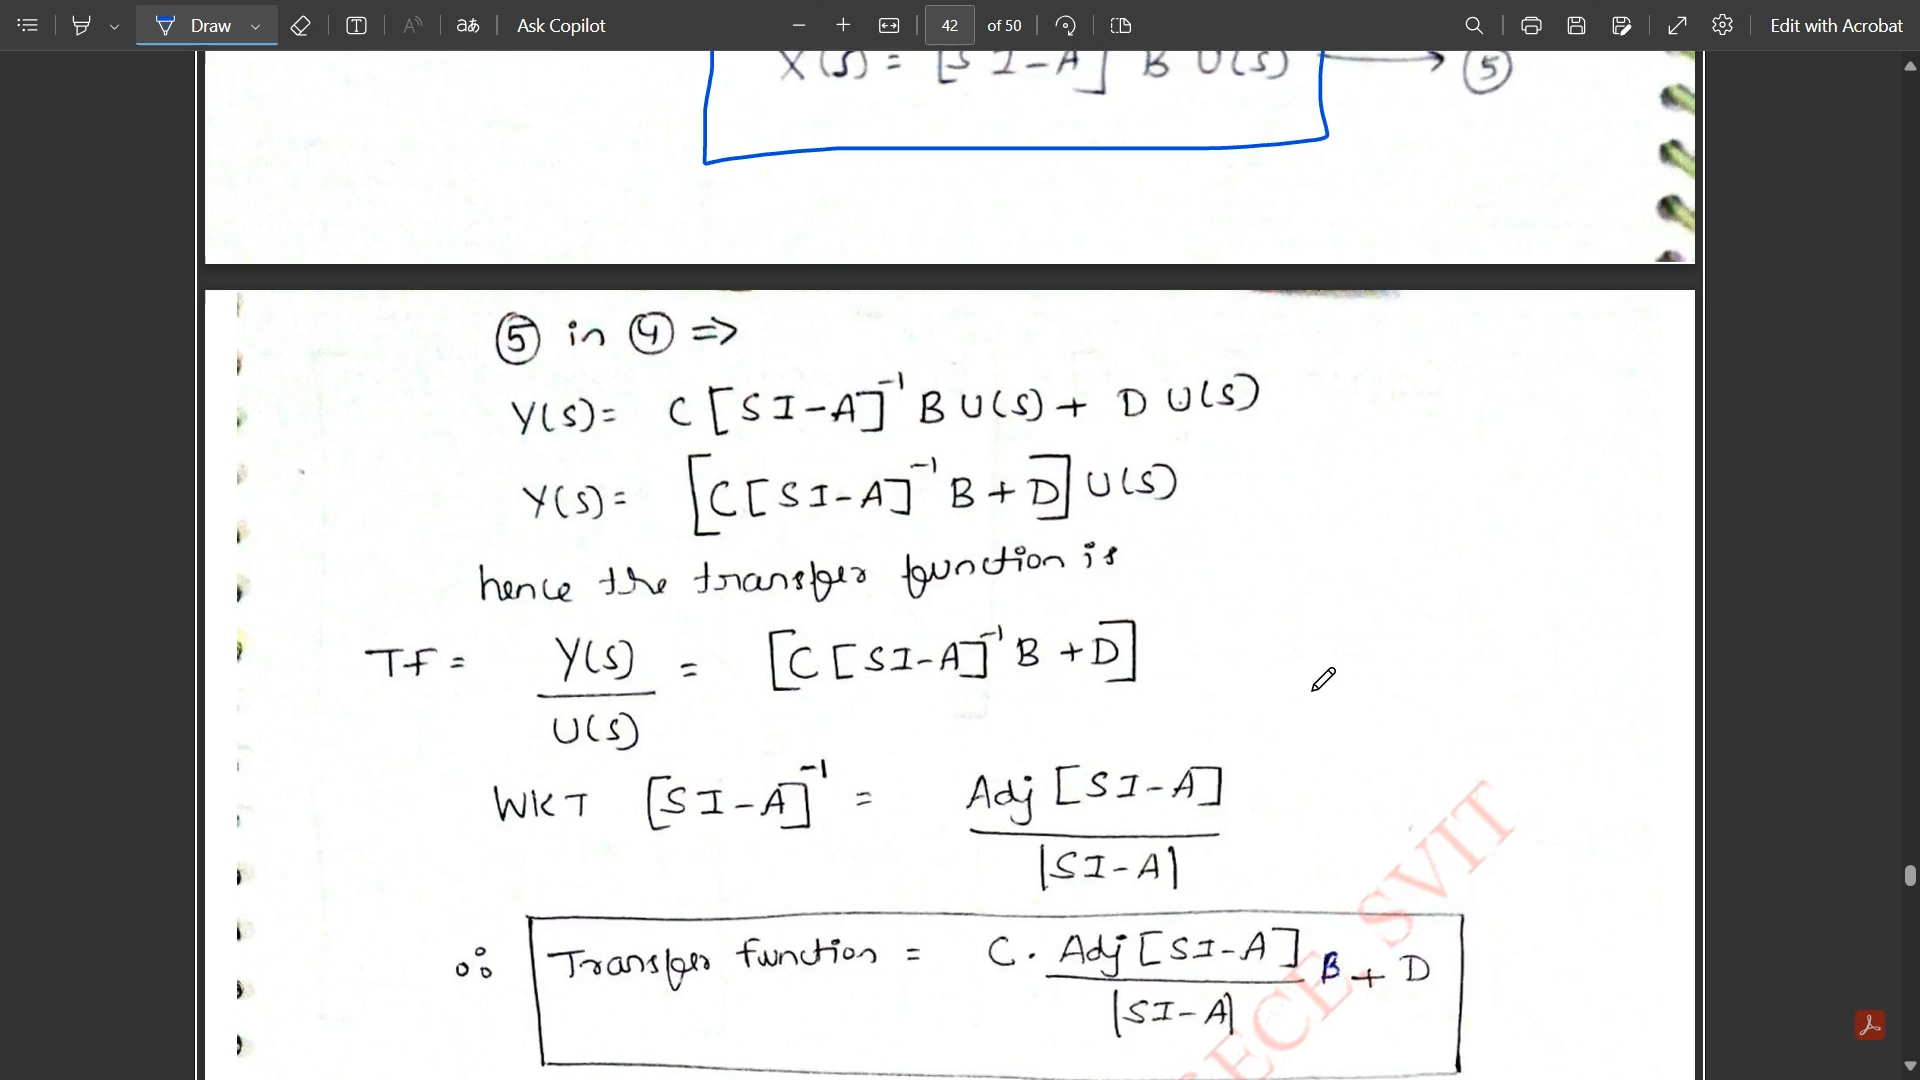 Draw aあ Ask Copilot 42 of 50 Edit with Acrobat
X(S) = [S I-A] B U(S) → ⑤
⑤ in ④ =>
Y(S)= C [SI-A]⁻¹ B U(S) + D U(S)
Y(S)= [C[SI-A]⁻¹ B + D] U(S)
hence the transfer function is
TF = Y(S)/U(S) = [C [SI-A]⁻¹ B + D]
WKT [SI-A]⁻¹ = Adj [SI-A] / |SI-A|
∴ Transfer function = C. Adj [SI-A] / |SI-A| B + D
ECE, SVIT